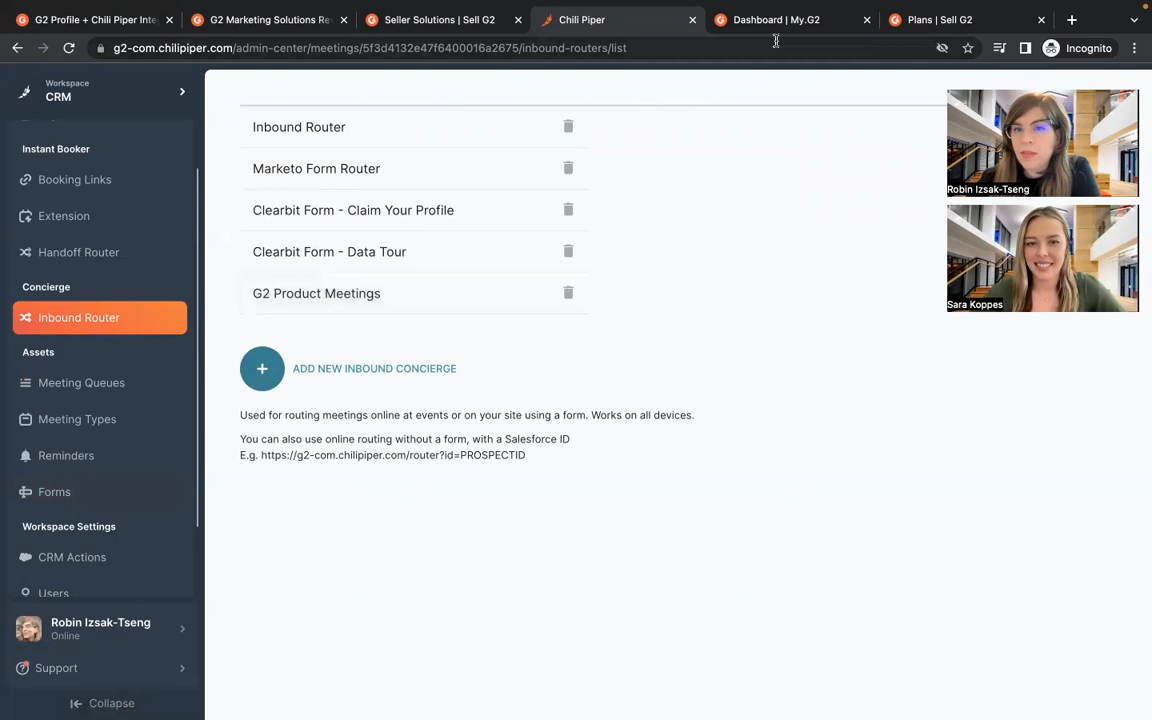 G2 Profile + Chili Piper Inte
G2 Marketing Solutions Re
Seller Solutions | Sell G2
Chili Piper
Dashboard | My.G2
Plans | Sell G2
g2-com.chilipiper.com/admin-center/meetings/5f3d4132e47f6400016a2675/inbound-routers/list
Incognito
Workspace
CRM
Instant Booker
Booking Links
Extension
Handoff Router
Concierge
Inbound Router
Assets
Meeting Queues
Meeting Types
Reminders
Forms
Workspace Settings
CRM Actions
Users
Robin Izsak-Tseng
Online
Support
Collapse
Inbound Router
Marketo Form Router
Clearbit Form - Claim Your Profile
Clearbit Form - Data Tour
G2 Product Meetings
ADD NEW INBOUND CONCIERGE
Used for routing meetings online at events or on your site using a form. Works on all devices.
You can also use online routing without a form, with a Salesforce ID
E.g. https://g2-com.chilipiper.com/router?id=PROSPECTID
Robin Izsak-Tseng
Sara Koppes